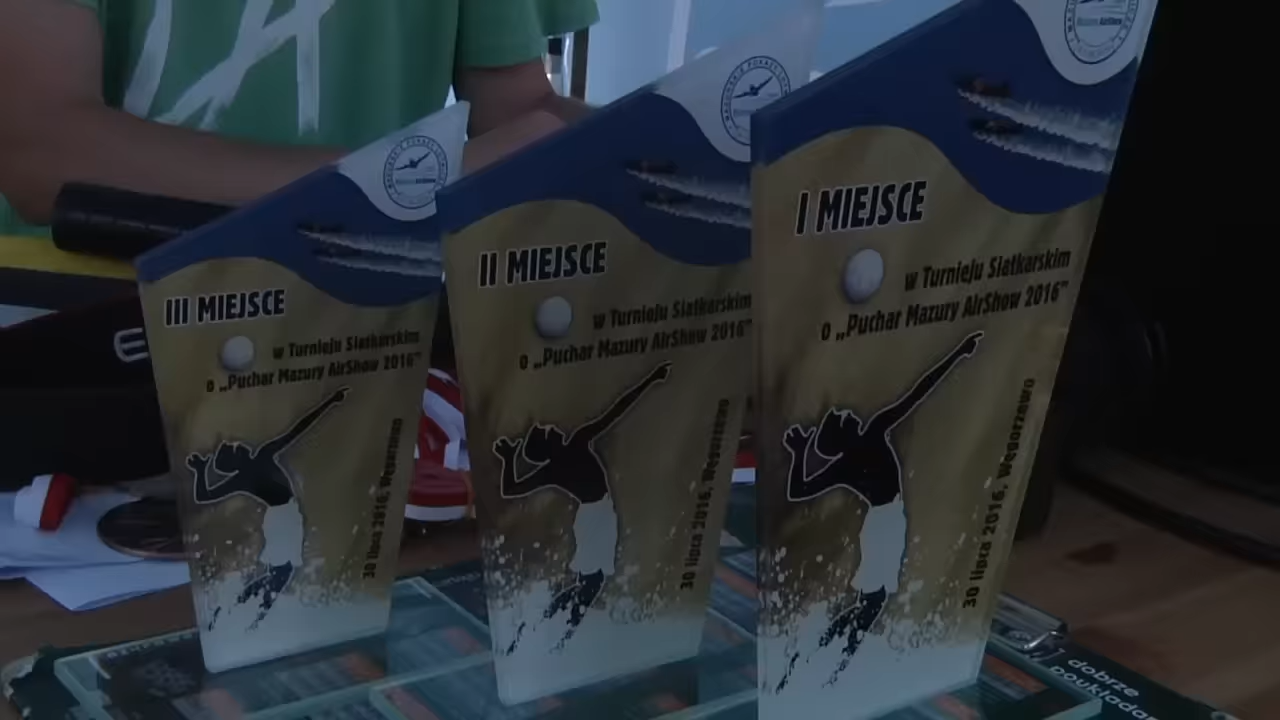 III MIEJSCE
w Turnieju Siatkarskim
o „Puchar Mazury AirShow 2016”
30 lipca 2016, Węgorzewo
II MIEJSCE
w Turnieju Siatkarskim
o „Puchar Mazury AirShow 2016”
30 lipca 2016, Węgorzewo
I MIEJSCE
w Turnieju Siatkarskim
o „Puchar Mazury AirShow 2016”
30 lipca 2016, Węgorzewo
dobrze